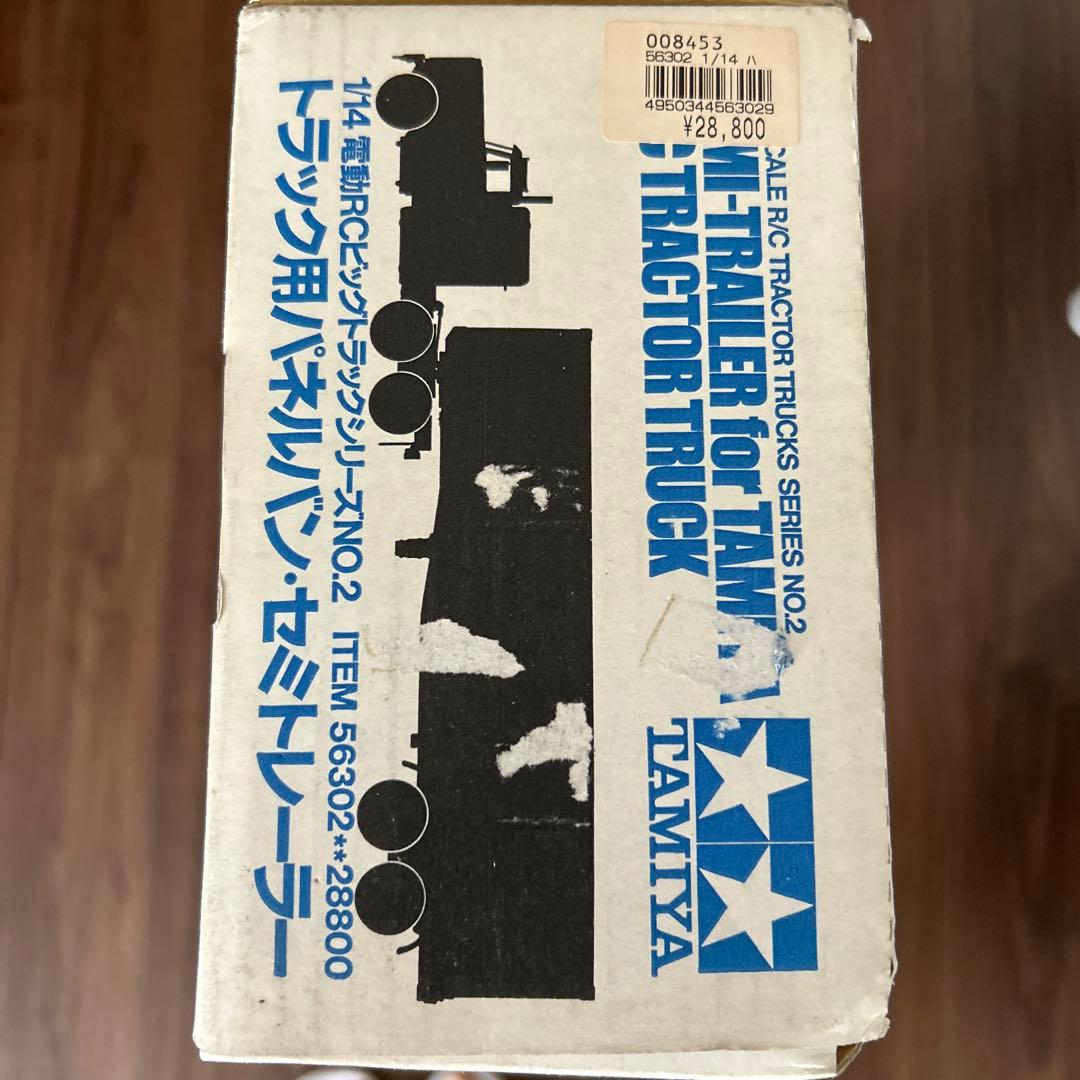 008453
56302 1/14 ハ
4950344563029
¥28,800
CALE R/C TRACTOR TRUCKS SERIES NO.2
MI-TRAILER for TAMIYA
C TRACTOR TRUCK
TAMIYA
1/14 電動RCビッグトラックシリーズNO.2 ITEM 56302**28800
トラック用パネルバン・セミトレーラー